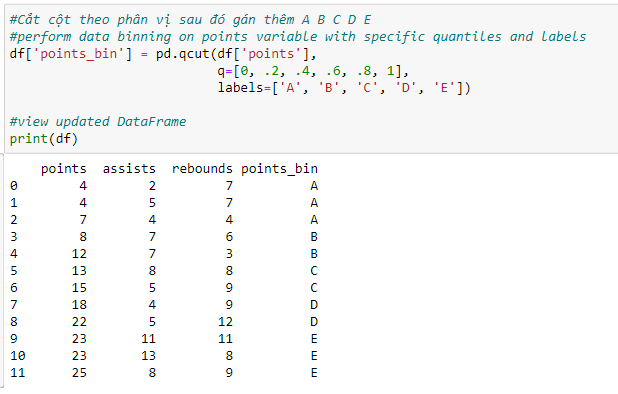 #Cắt cột theo phân vị sau đó gán thêm A B C D E
#perform data binning on points variable with specific quantiles and labels
df['points_bin'] = pd.qcut(df['points'],
q=[0, .2, .4, .6, .8, 1],
labels=['A', 'B', 'C', 'D', 'E'])
#view updated DataFrame
print(df)
points assists rebounds points_bin
0 4 2 7 A
1 4 5 7 A
2 7 4 4 A
3 8 7 6 B
4 12 7 3 B
5 13 8 8 C
6 15 5 9 C
7 18 4 9 D
8 22 5 12 D
9 23 11 11 E
10 23 13 8 E
11 25 8 9 E